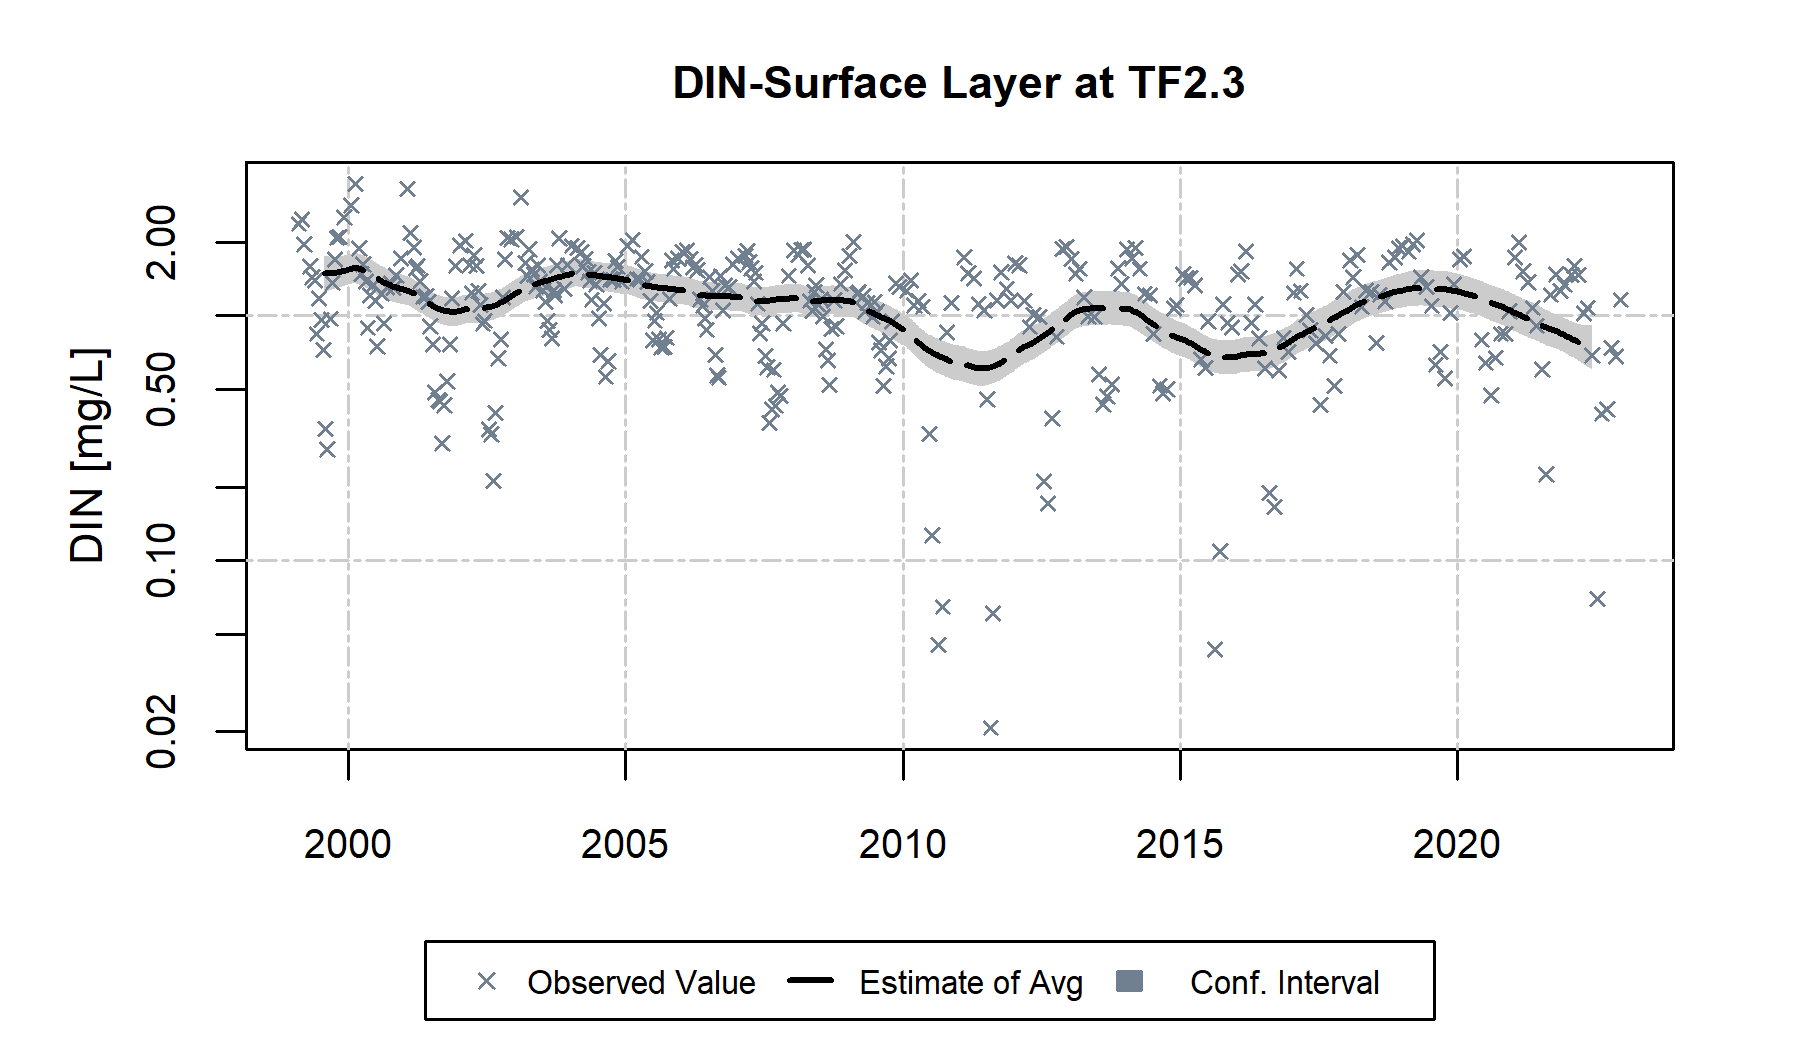 DIN-Surface Layer at TF2.3
DIN [mg/L]
2.00
0.50
0.10
0.02
2000 2005 2010 2015 2020
Observed Value Estimate of Avg Conf. Interval